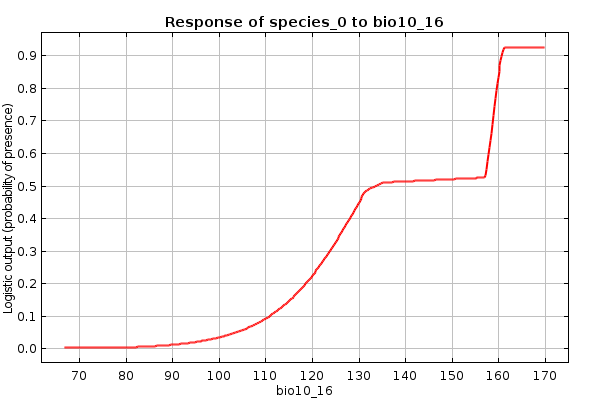 Response of species_0 to bio10_16
Logistic output (probability of presence)
0.9
0.8
0.7
0.6
0.5
0.4
0.3
0.2
0.1
0.0
70 80 90 100 110 120 130 140 150 160 170
bio10_16